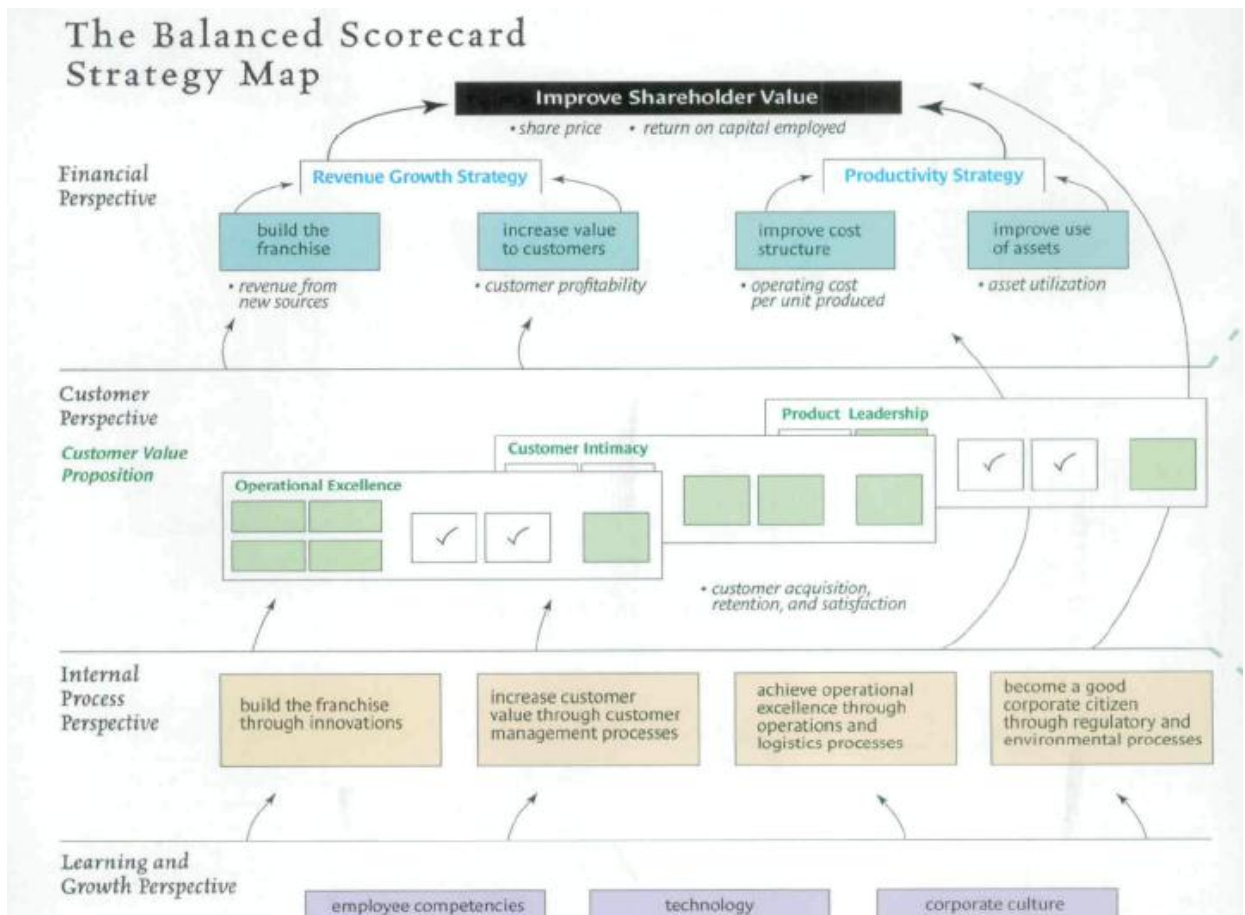 The Balanced Scorecard
Strategy Map
Improve Shareholder Value
• share price • return on capital employed
Financial
Perspective
Revenue Growth Strategy
Productivity Strategy
build the
franchise
increase value
to customers
improve cost
structure
improve use
of assets
• revenue from
new sources
• customer profitability
• operating cost
per unit produced
• asset utilization
Customer
Perspective
Customer Value
Proposition
Product Leadership
Customer Intimacy
Operational Excellence
• customer acquisition,
retention, and satisfaction
Internal
Process
Perspective
build the franchise
through innovations
increase customer
value through customer
management processes
achieve operational
excellence through
operations and
logistics processes
become a good
corporate citizen
through regulatory and
environmental processes
Learning and
Growth Perspective
employee competencies
technology
corporate culture